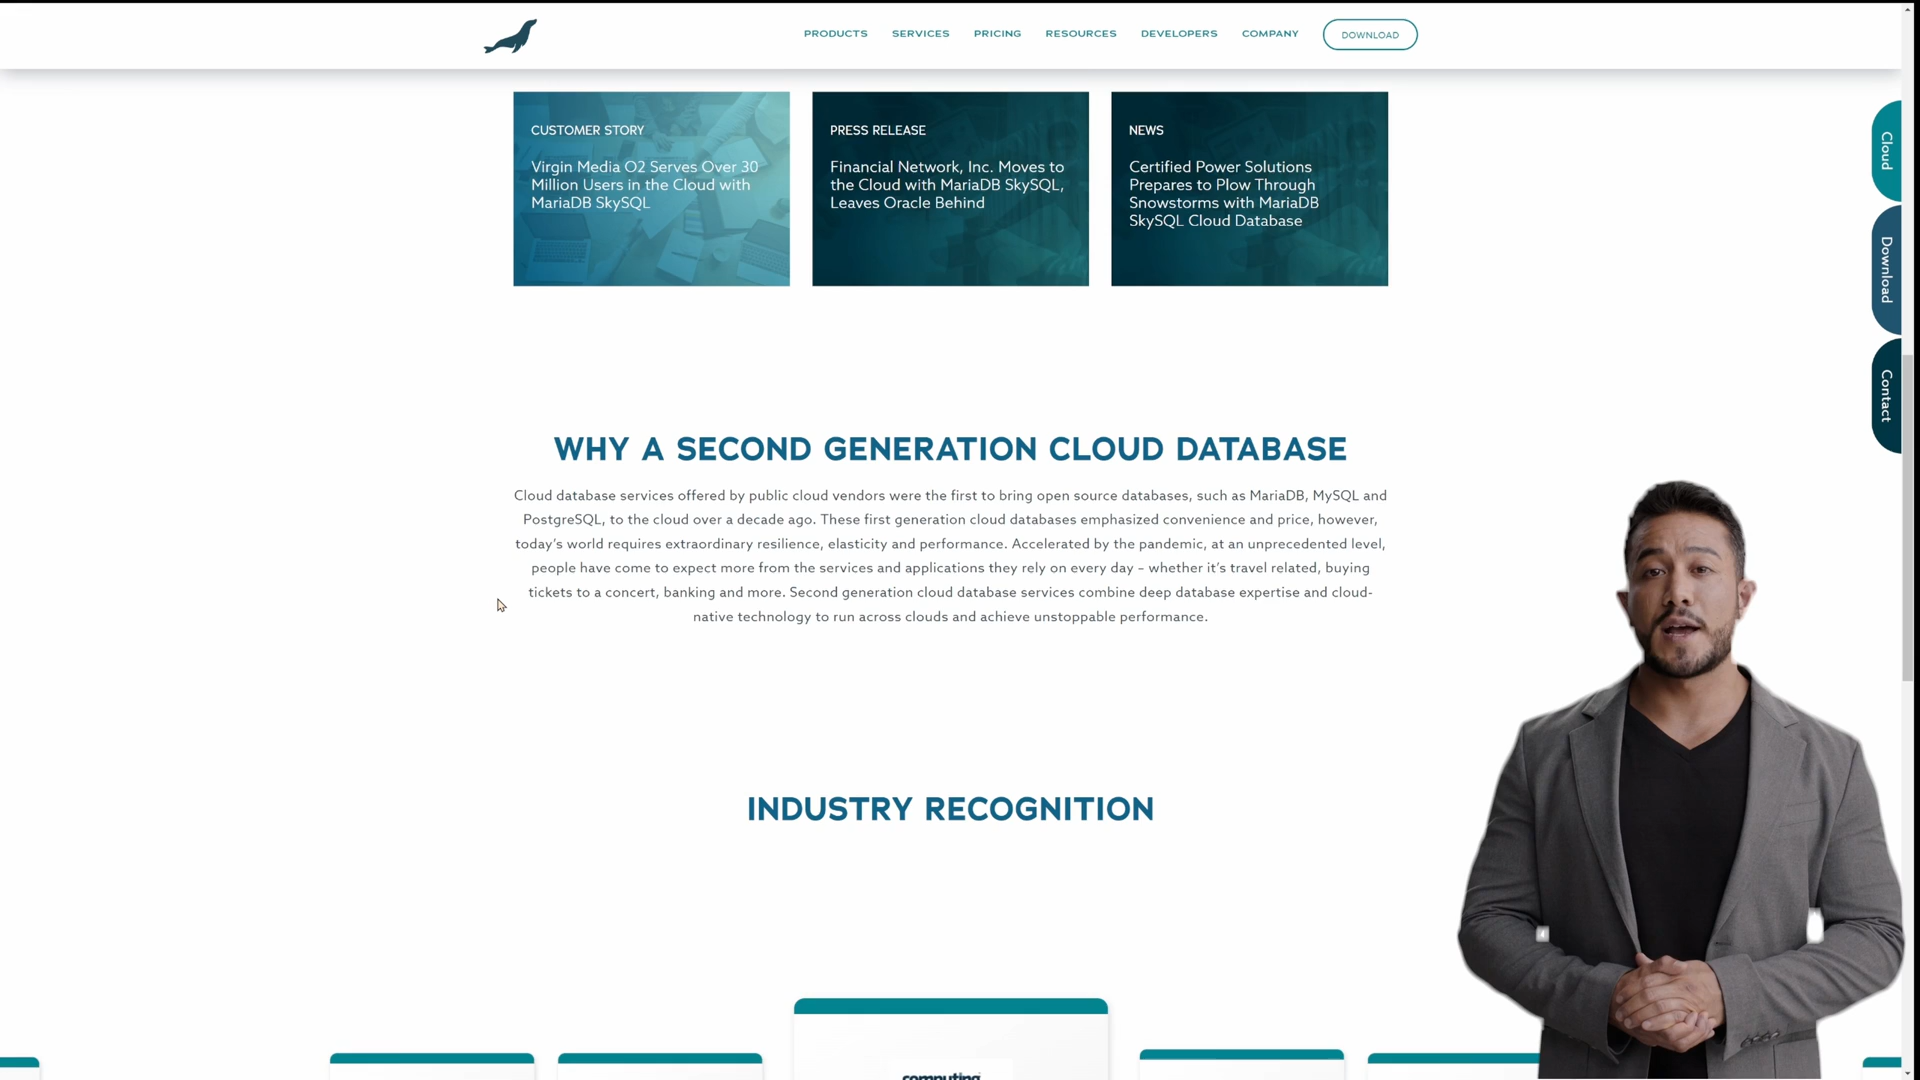 PRODUCTS SERVICES PRICING RESOURCES DEVELOPERS COMPANY DOWNLOAD
CUSTOMER STORY
Virgin Media O2 Serves Over 30
Million Users in the Cloud with
MariaDB SkySQL
PRESS RELEASE
Financial Network, Inc. Moves to
the Cloud with MariaDB SkySQL,
Leaves Oracle Behind
NEWS
Certified Power Solutions
Prepares to Plow Through
Snowstorms with MariaDB
SkySQL Cloud Database
Cloud
Download
Contact
WHY A SECOND GENERATION CLOUD DATABASE
Cloud database services offered by public cloud vendors were the first to bring open source databases, such as MariaDB, MySQL and
PostgreSQL, to the cloud over a decade ago. These first generation cloud databases emphasized convenience and price, however,
today’s world requires extraordinary resilience, elasticity and performance. Accelerated by the pandemic, at an unprecedented level,
people have come to expect more from the services and applications they rely on every day – whether it’s travel related, buying
tickets to a concert, banking and more. Second generation cloud database services combine deep database expertise and cloud-
native technology to run across clouds and achieve unstoppable performance.
INDUSTRY RECOGNITION
computing